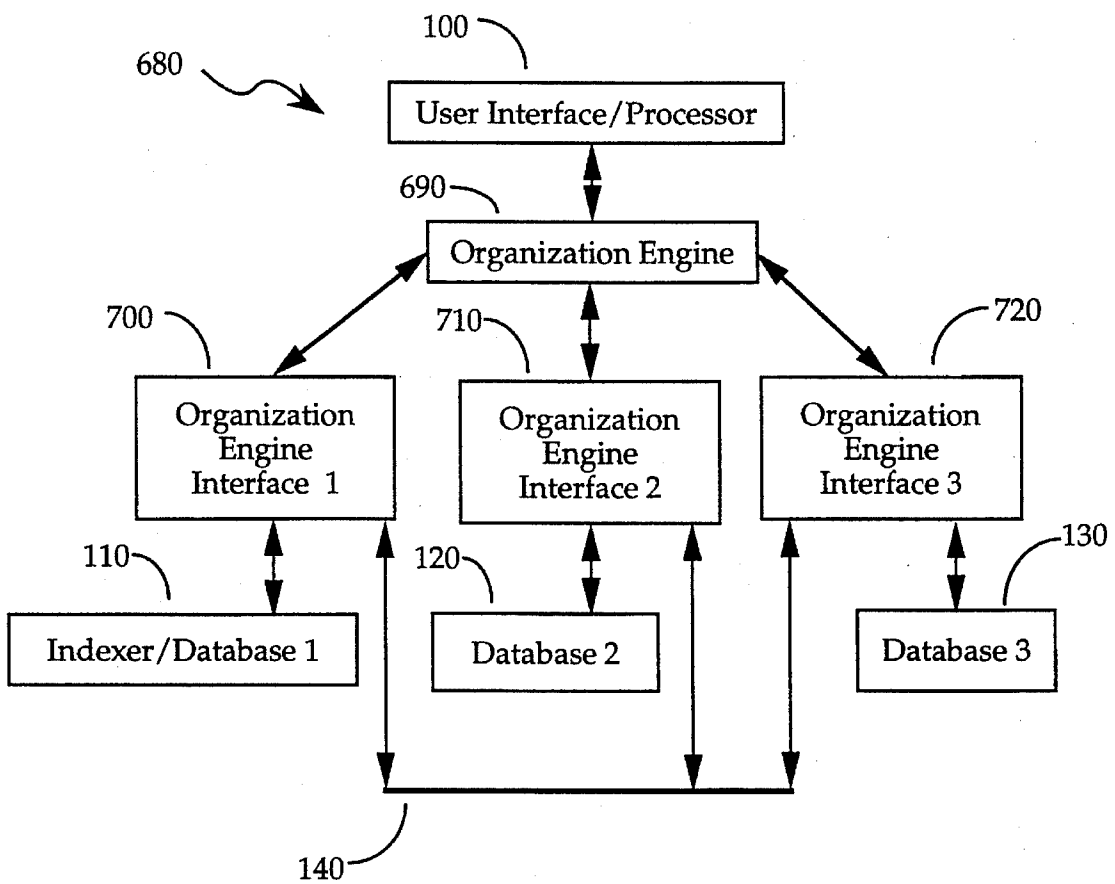 100
680
User Interface/Processor
690
Organization Engine
700
710
720
Organization
Engine
Interface 1
Organization
Engine
Interface 2
Organization
Engine
Interface 3
110
120
130
Indexer/Database 1
Database 2
Database 3
140